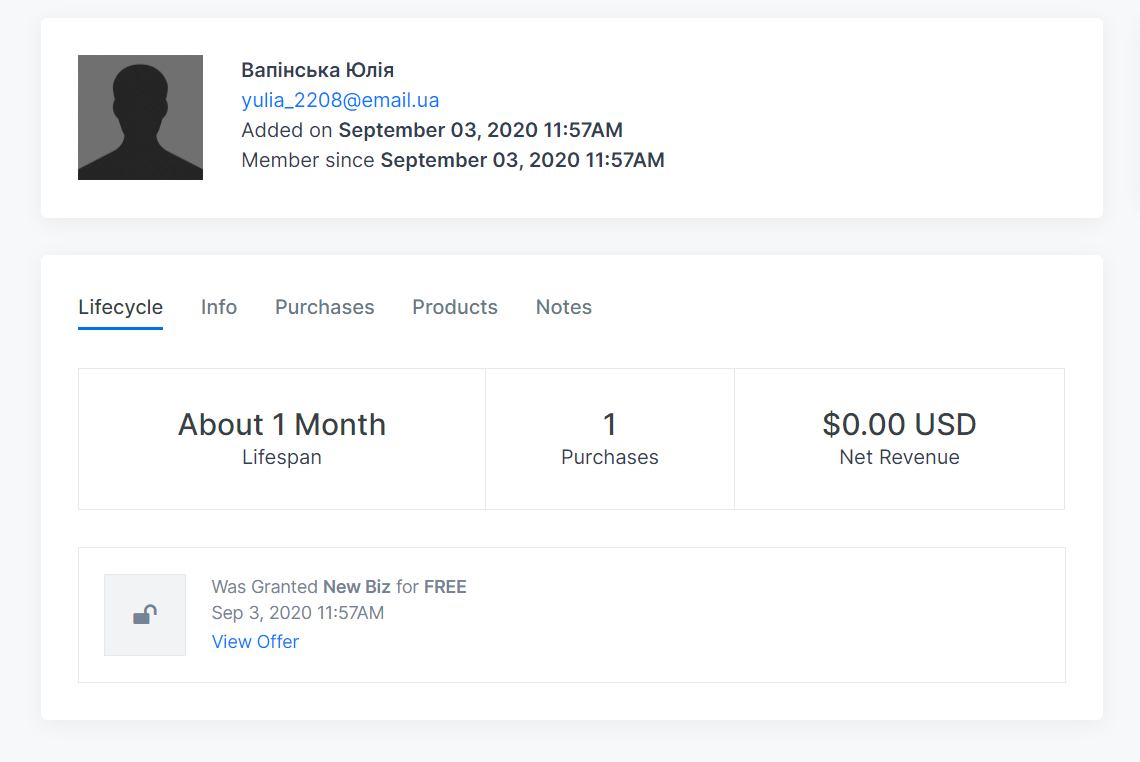 Вапінська Юлія
yulia_2208@email.ua
Added on September 03, 2020 11:57AM
Member since September 03, 2020 11:57AM
Lifecycle Info Purchases Products Notes
About 1 Month 1 $0.00 USD
Lifespan Purchases Net Revenue
Was Granted New Biz for FREE
Sep 3, 2020 11:57AM
View Offer